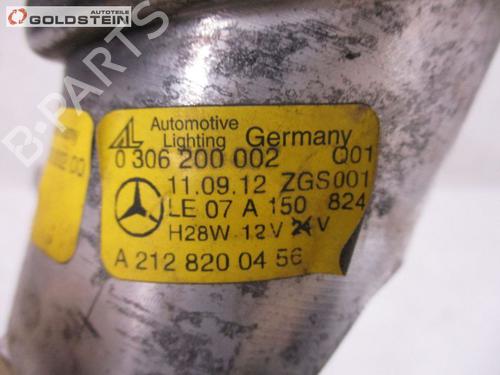 AUTOTEILE
GOLDSTEIN
B-PARTS
AL Automotive Lighting Germany
0 306 200 002 Q01
11.09.12 ZGS001
LE 07 A 150 824
H28W 12V 24V
A 212 820 04 56